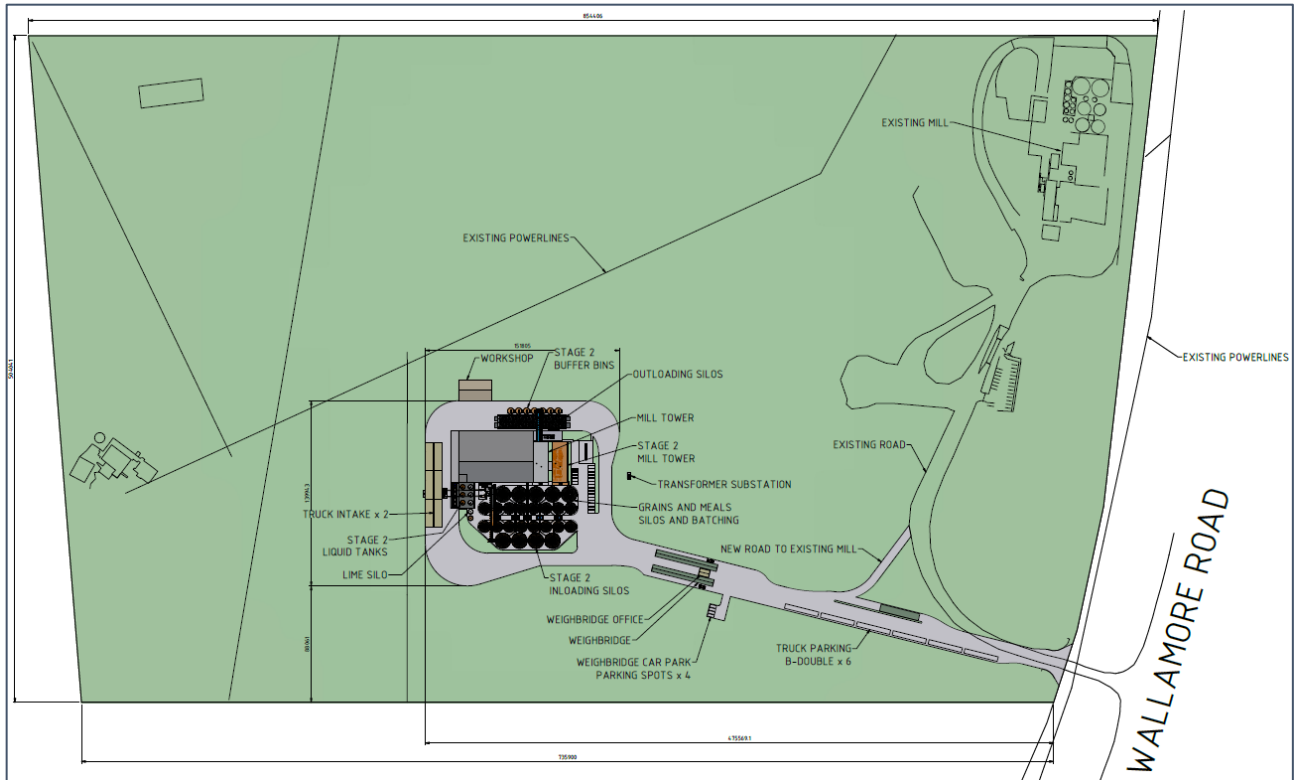 854406
EXISTING MILL
EXISTING POWERLINES
EXISTING POWERLINES
151805
WORKSHOP
STAGE 2
BUFFER BINS
OUTLOADING SILOS
MILL TOWER
STAGE 2
MILL TOWER
EXISTING ROAD
TRANSFORMER SUBSTATION
TRUCK INTAKE x 2
GRAINS AND MEALS
SILOS AND BATCHING
STAGE 2
LIQUID TANKS
NEW ROAD TO EXISTING MILL
LIME SILO
STAGE 2
INLOADING SILOS
WEIGHBRIDGE OFFICE
WEIGHBRIDGE
WEIGHBRIDGE CAR PARK
PARKING SPOTS x 4
TRUCK PARKING
B-DOUBLE x 6
WALLAMORE ROAD
475569.1
735900